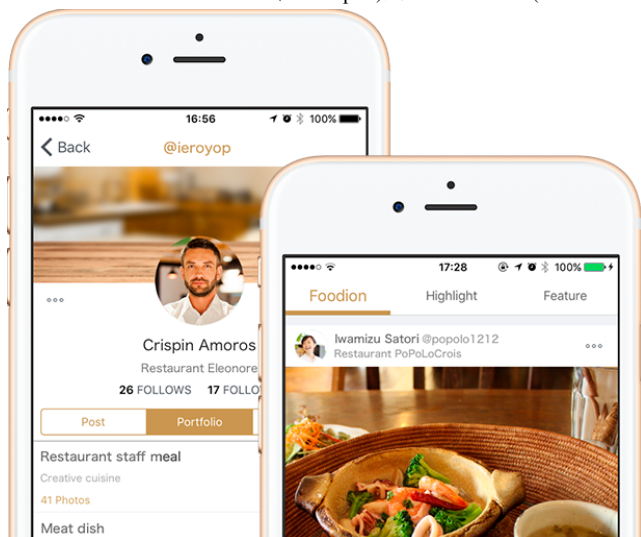 16:56
100%
Back
@ieroyop
Crispin Amoros
Restaurant Eleonore
26 FOLLOWS 17 FOLLO
Post
Portfolio
Restaurant staff meal
Creative cuisine
41 Photos
Meat dish
17:28
100%
Foodion
Highlight
Feature
Iwamizu Satori @popolo1212
Restaurant PoPoLoCrois